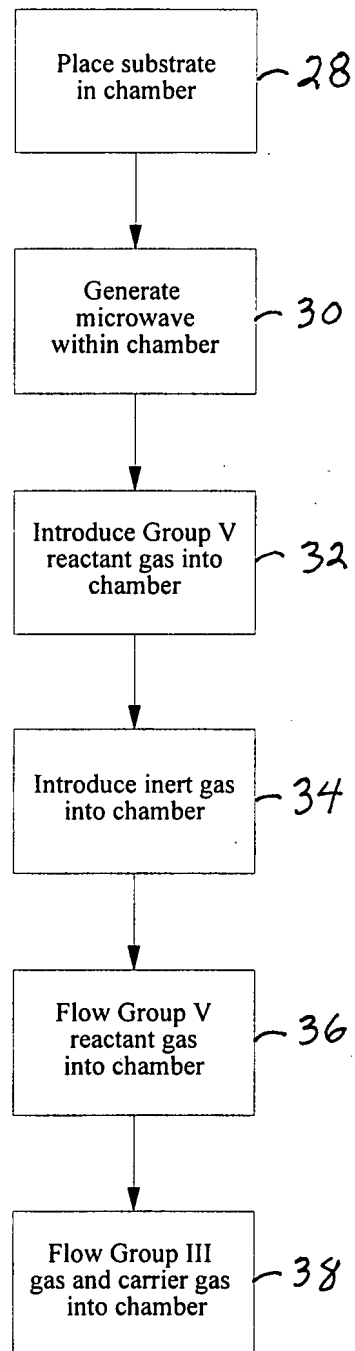 Place substrate
in chamber
28
Generate
microwave
within chamber
30
Introduce Group V
reactant gas into
chamber
32
Introduce inert gas
into chamber
34
Flow Group V
reactant gas
into chamber
36
Flow Group III
gas and carrier gas
into chamber
38